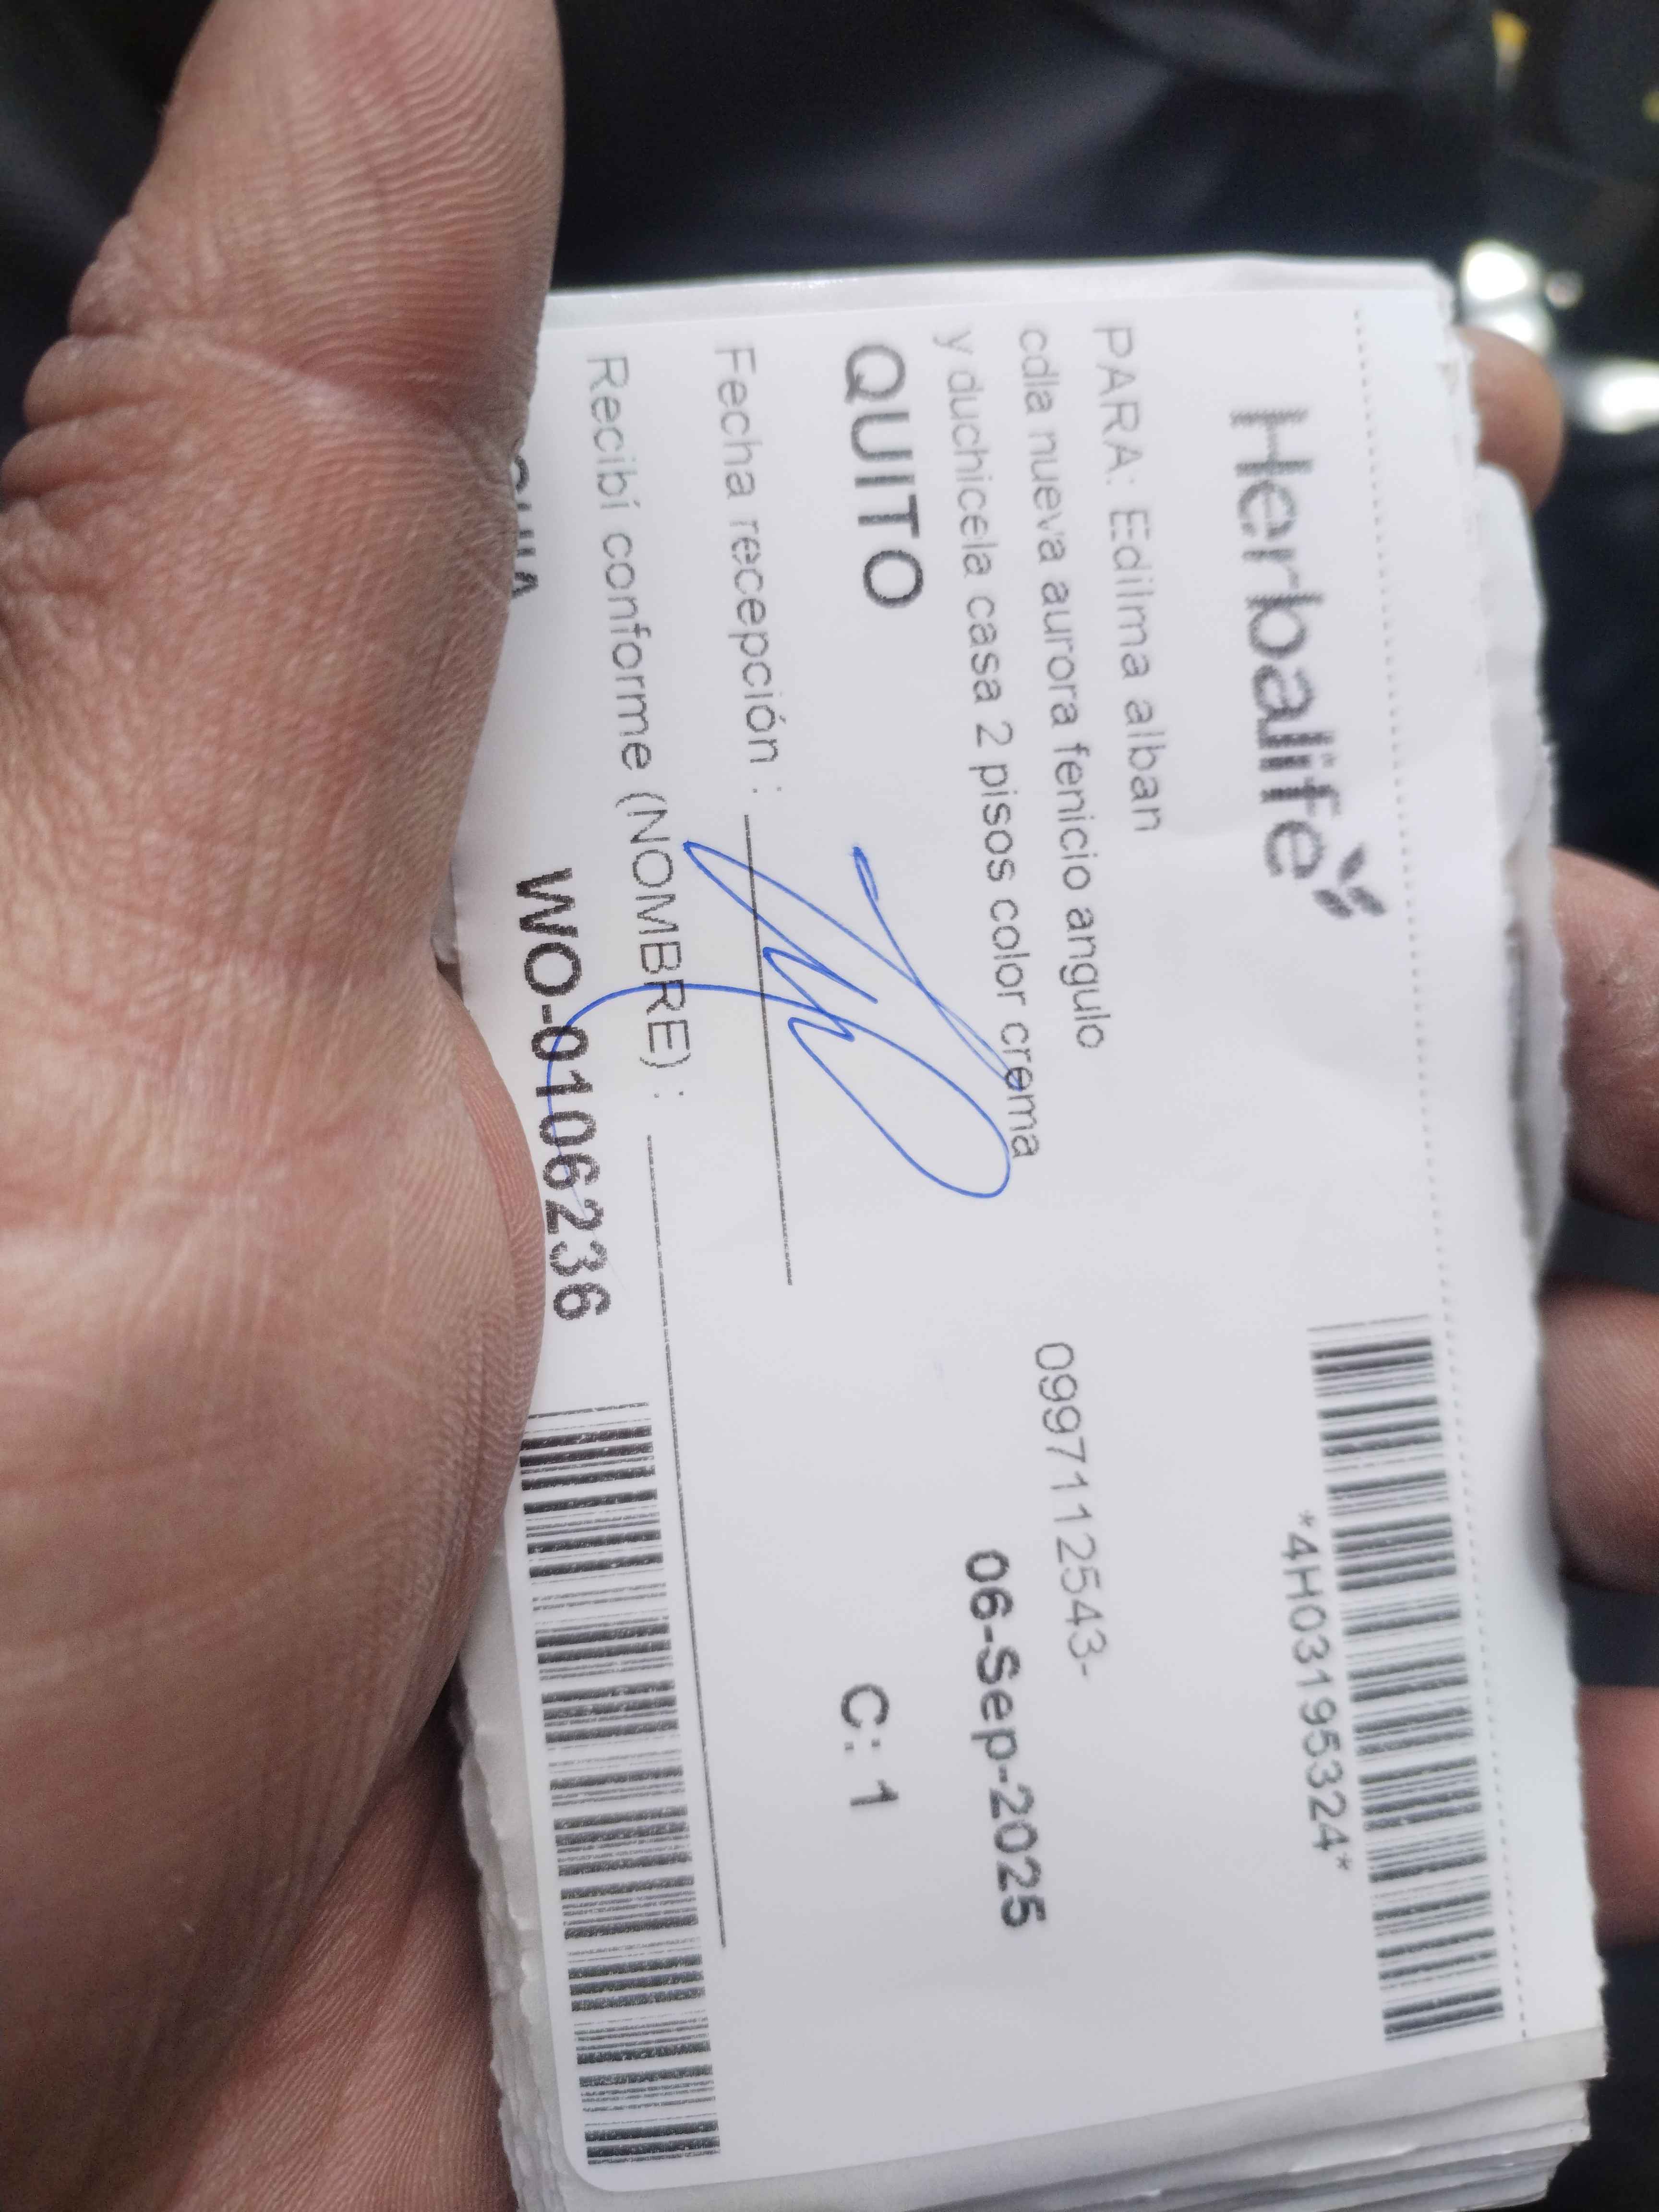 Herbalife
*4H03195324*
PARA: Edilma alban
cdla nueva aurora fenicio angulo
0997112543-
y duchicela casa 2 pisos color crema
06-Sep-2025
QUITO
C: 1
Fecha recepción :
Recibí conforme (NOMBRE) :
WO-0106236